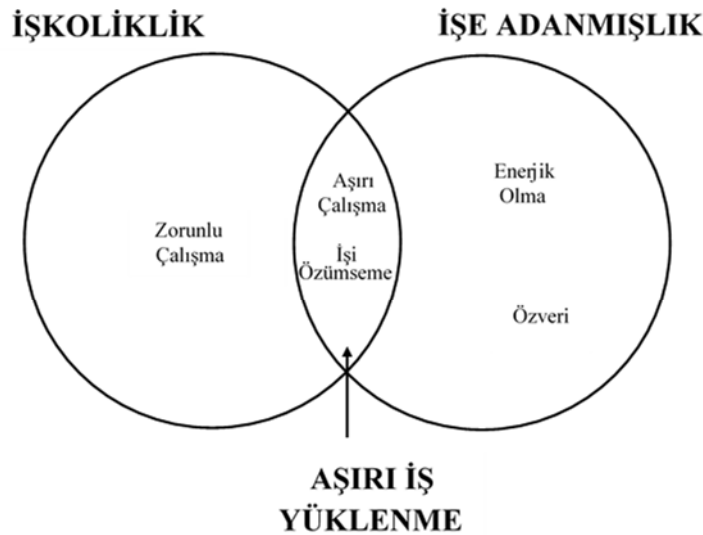 İŞKOLİKLİK
İŞE ADANMIŞLIK
Zorunlu
Çalışma
Aşırı
Çalışma
İşi
Özümseme
Enerjik
Olma
Özveri
AŞIRI İŞ
YÜKLENME